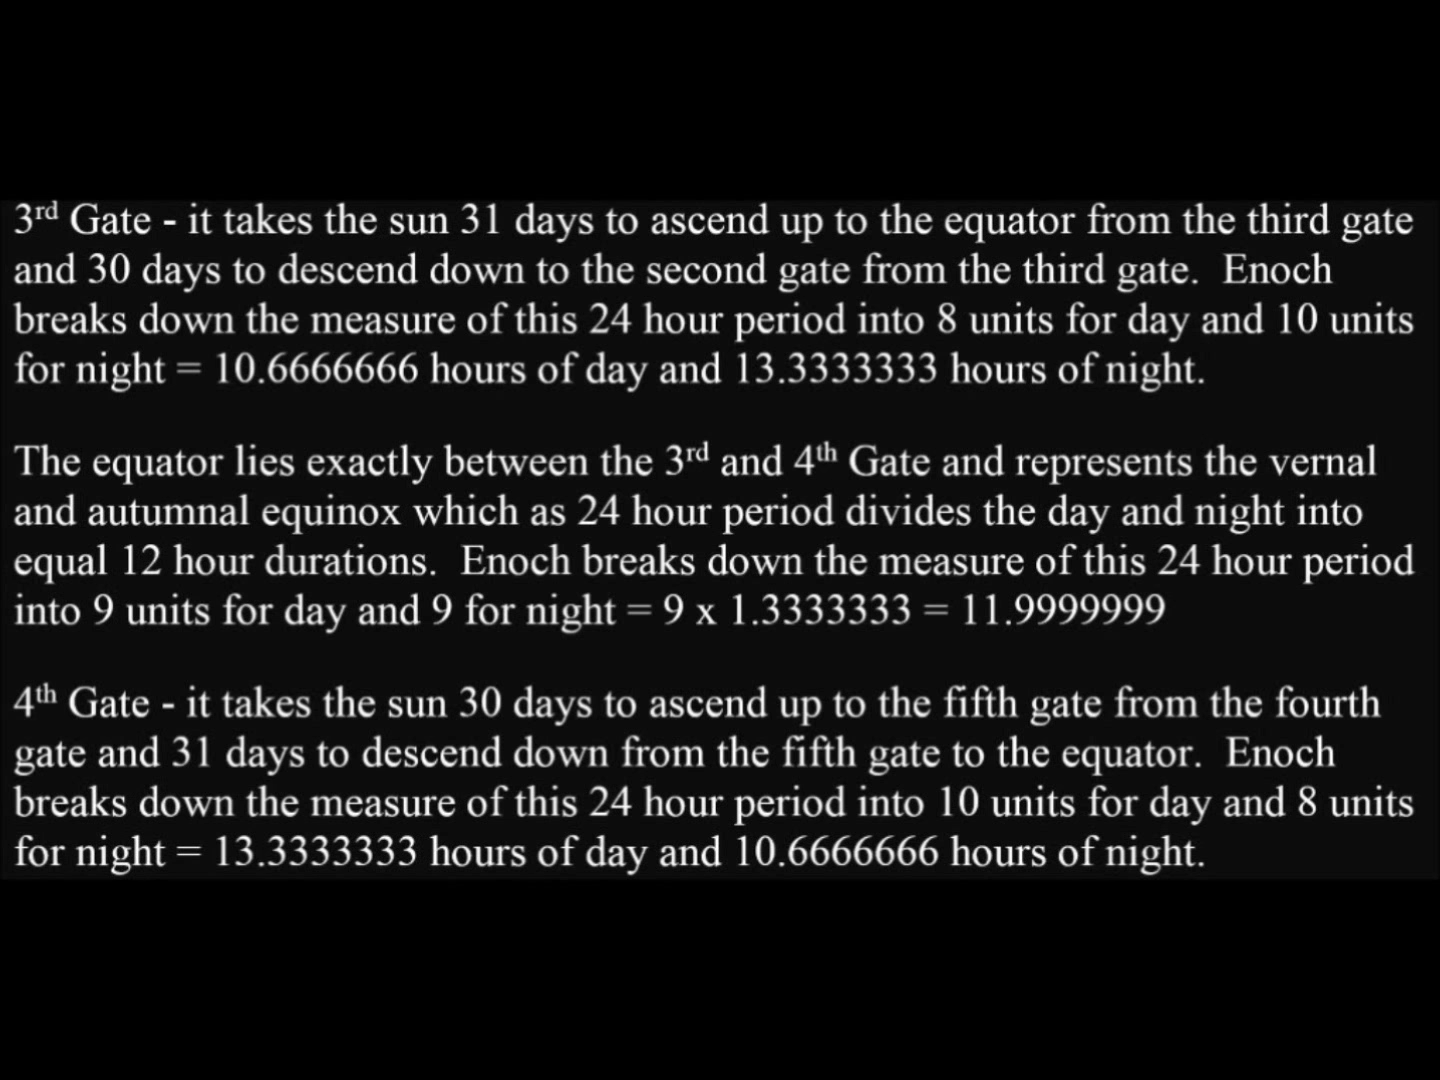 3rd Gate - it takes the sun 31 days to ascend up to the equator from the third gate
and 30 days to descend down to the second gate from the third gate.  Enoch
breaks down the measure of this 24 hour period into 8 units for day and 10 units
for night = 10.6666666 hours of day and 13.3333333 hours of night.
The equator lies exactly between the 3rd and 4th Gate and represents the vernal
and autumnal equinox which as 24 hour period divides the day and night into
equal 12 hour durations.  Enoch breaks down the measure of this 24 hour period
into 9 units for day and 9 for night = 9 x 1.3333333 = 11.9999999
4th Gate - it takes the sun 30 days to ascend up to the fifth gate from the fourth
gate and 31 days to descend down from the fifth gate to the equator.  Enoch
breaks down the measure of this 24 hour period into 10 units for day and 8 units
for night = 13.3333333 hours of day and 10.6666666 hours of night.